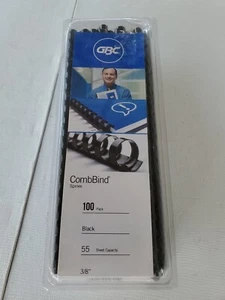 GBC
CombBind®
Spines
100 Pack
Black
55 Sheet Capacity
3/8"